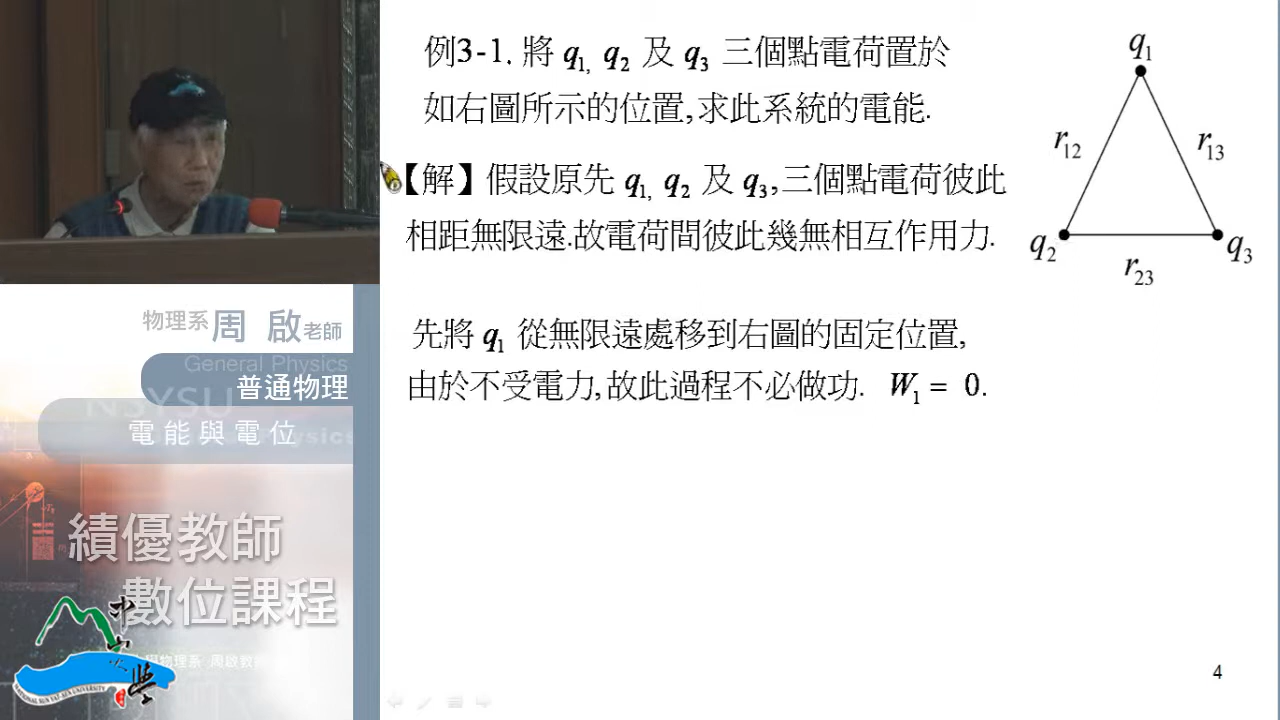 例3-1. 將 q1, q2 及 q3 三個點電荷置於
如右圖所示的位置,求此系統的電能.
【解】假設原先 q1, q2 及 q3,三個點電荷彼此
相距無限遠.故電荷間彼此幾無相互作用力.
先將 q1 從無限遠處移到右圖的固定位置,
由於不受電力,故此過程不必做功. W1 = 0.
q1
r12
r13
q2
q3
r23
物理系 周 啟 老師
General Physics
普通物理
NSYSU
電能與電位
績優教師
數位課程
4